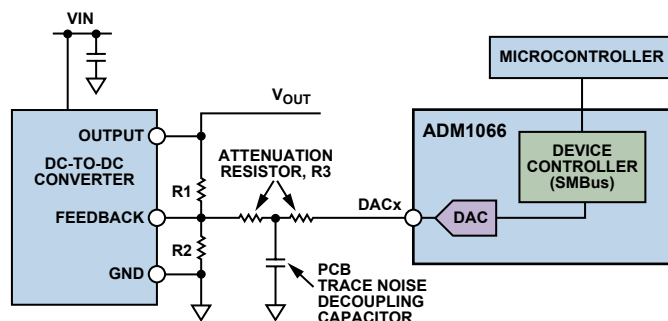 VIN
MICROCONTROLLER
VOUT
ADM1066
OUTPUT
DC-TO-DC
CONVERTER
ATTENUATION
RESISTOR, R3
DEVICE
CONTROLLER
(SMBus)
R1
DACx
FEEDBACK
DAC
R2
GND
PCB
TRACE NOISE
DECOUPLING
CAPACITOR